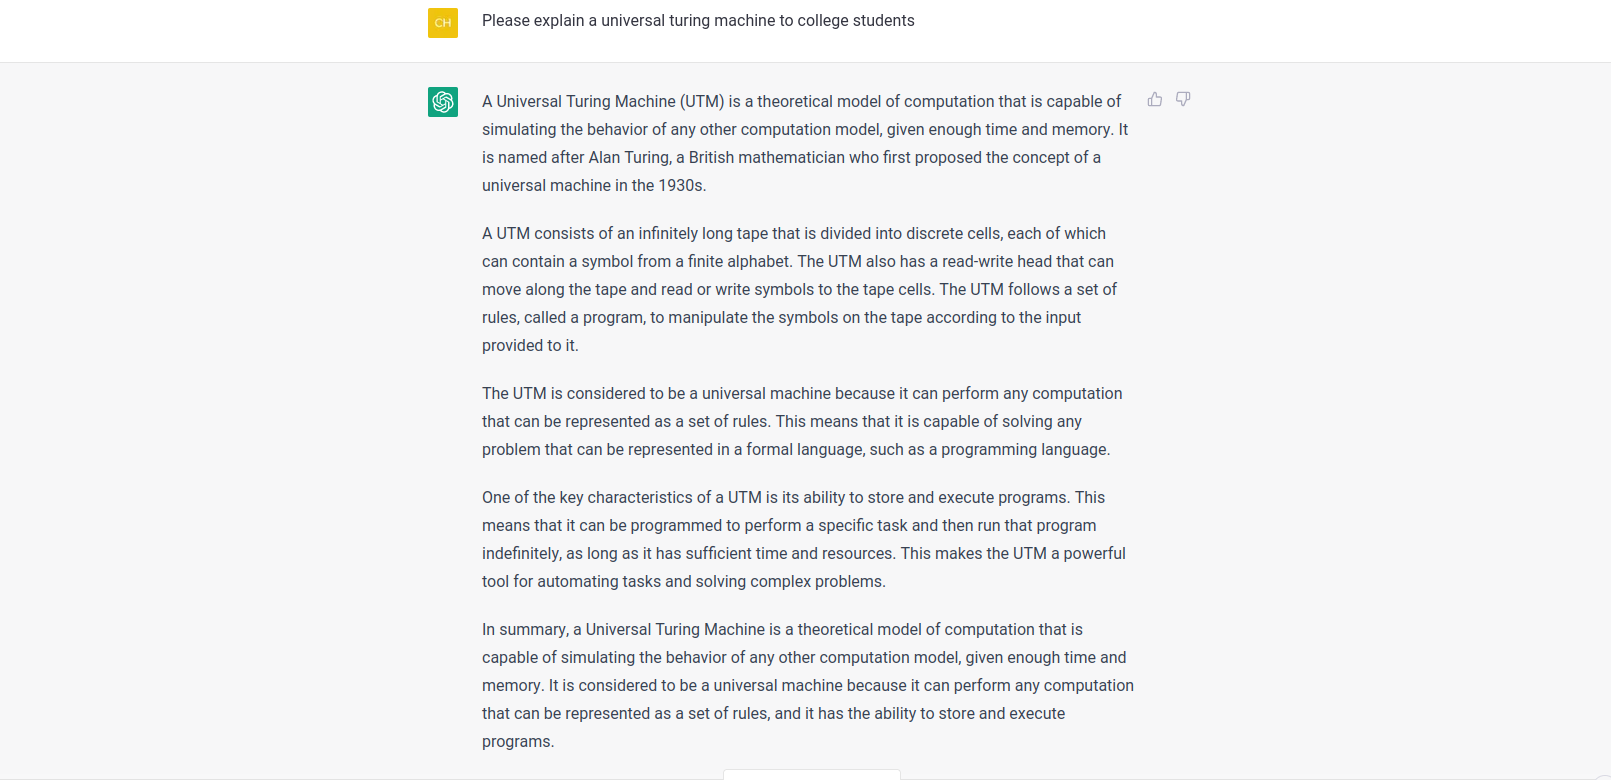 CH
Please explain a universal turing machine to college students
A Universal Turing Machine (UTM) is a theoretical model of computation that is capable of
simulating the behavior of any other computation model, given enough time and memory. It
is named after Alan Turing, a British mathematician who first proposed the concept of a
universal machine in the 1930s.
A UTM consists of an infinitely long tape that is divided into discrete cells, each of which
can contain a symbol from a finite alphabet. The UTM also has a read-write head that can
move along the tape and read or write symbols to the tape cells. The UTM follows a set of
rules, called a program, to manipulate the symbols on the tape according to the input
provided to it.
The UTM is considered to be a universal machine because it can perform any computation
that can be represented as a set of rules. This means that it is capable of solving any
problem that can be represented in a formal language, such as a programming language.
One of the key characteristics of a UTM is its ability to store and execute programs. This
means that it can be programmed to perform a specific task and then run that program
indefinitely, as long as it has sufficient time and resources. This makes the UTM a powerful
tool for automating tasks and solving complex problems.
In summary, a Universal Turing Machine is a theoretical model of computation that is
capable of simulating the behavior of any other computation model, given enough time and
memory. It is considered to be a universal machine because it can perform any computation
that can be represented as a set of rules, and it has the ability to store and execute
programs.